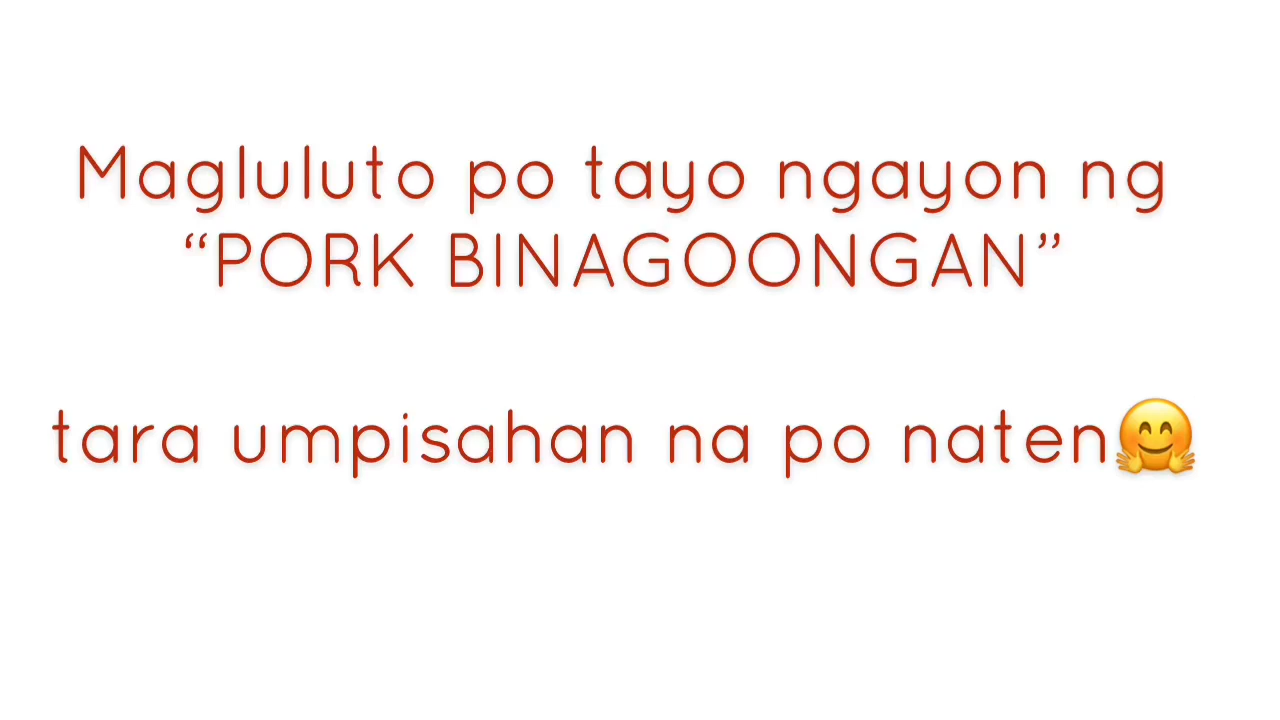 Magluluto po tayo ngayon ng
“PORK BINAGOONGAN”
tara umpisahan na po naten🤗